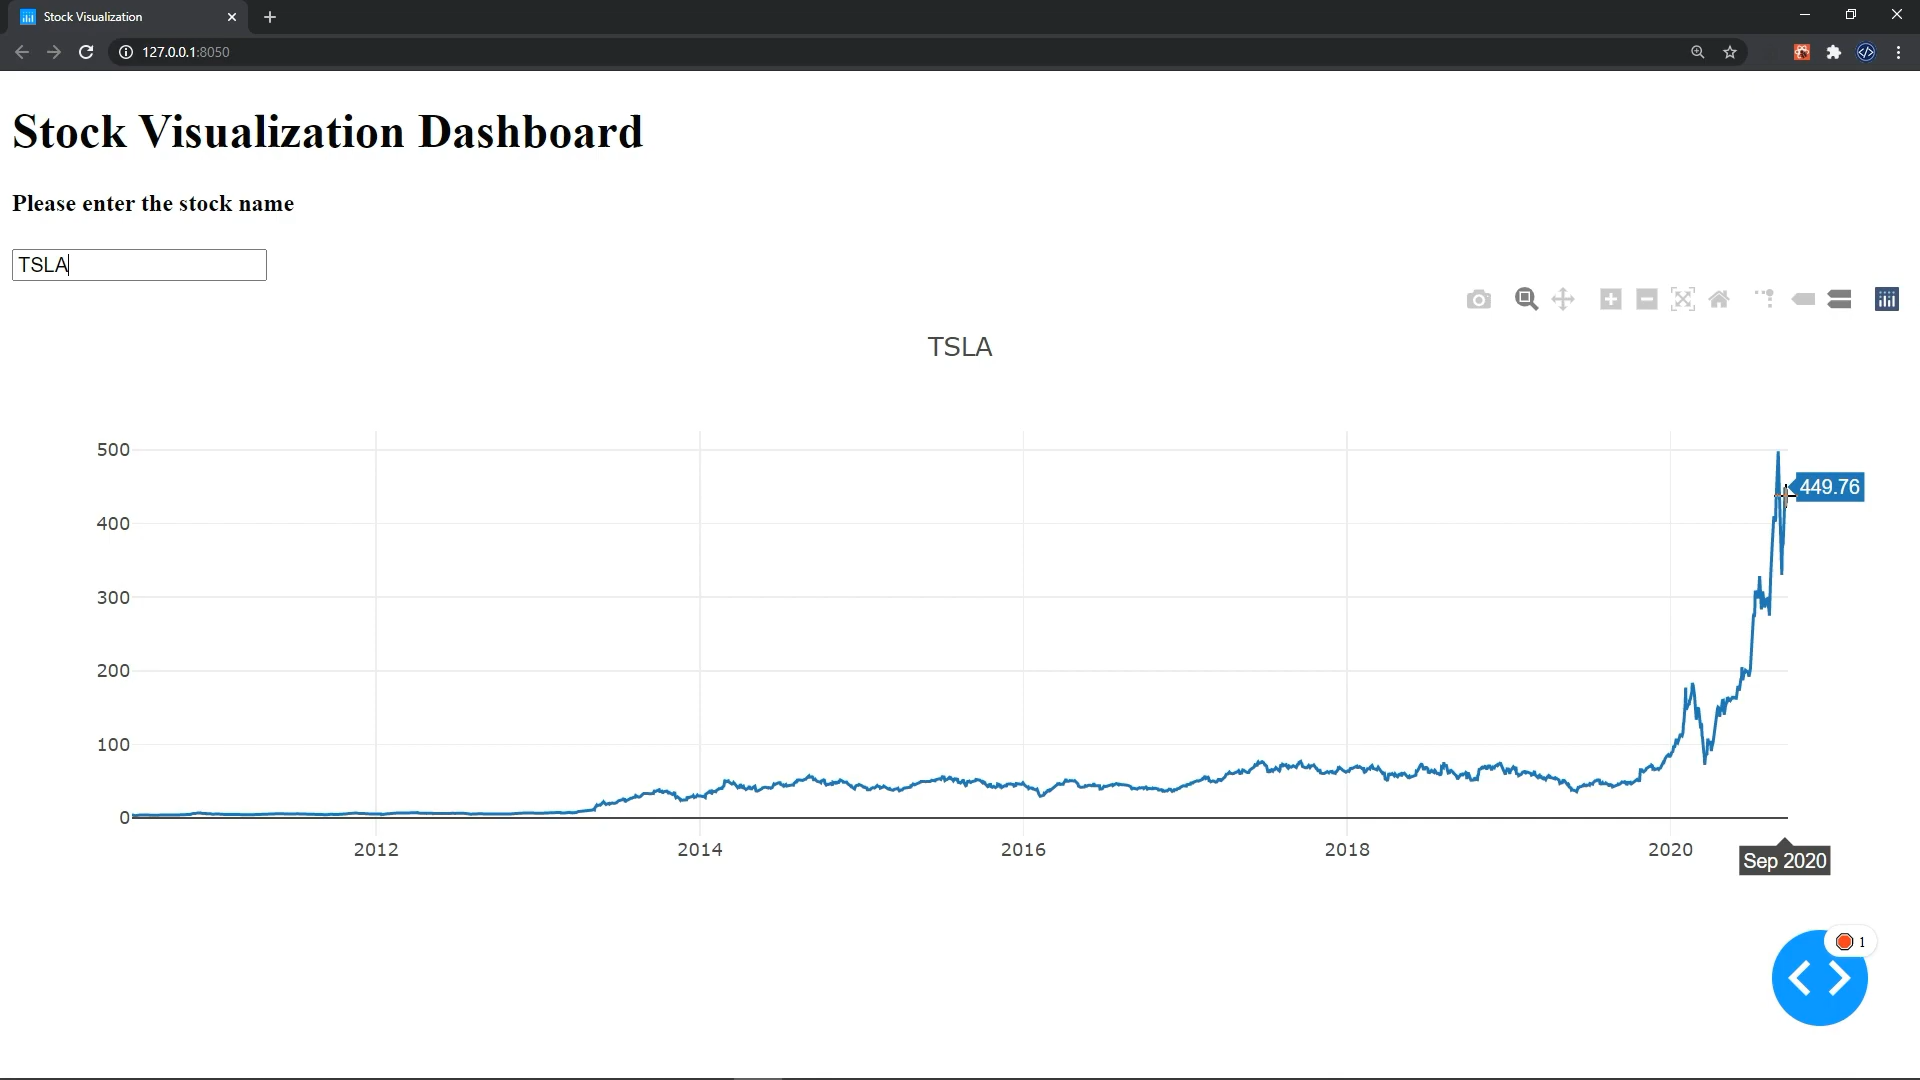 Stock Visualization
127.0.0.1:8050
Stock Visualization Dashboard
Please enter the stock name
TSLA
TSLA
500
449.76
400
300
200
100
0
2012 2014 2016 2018 2020
Sep 2020
1